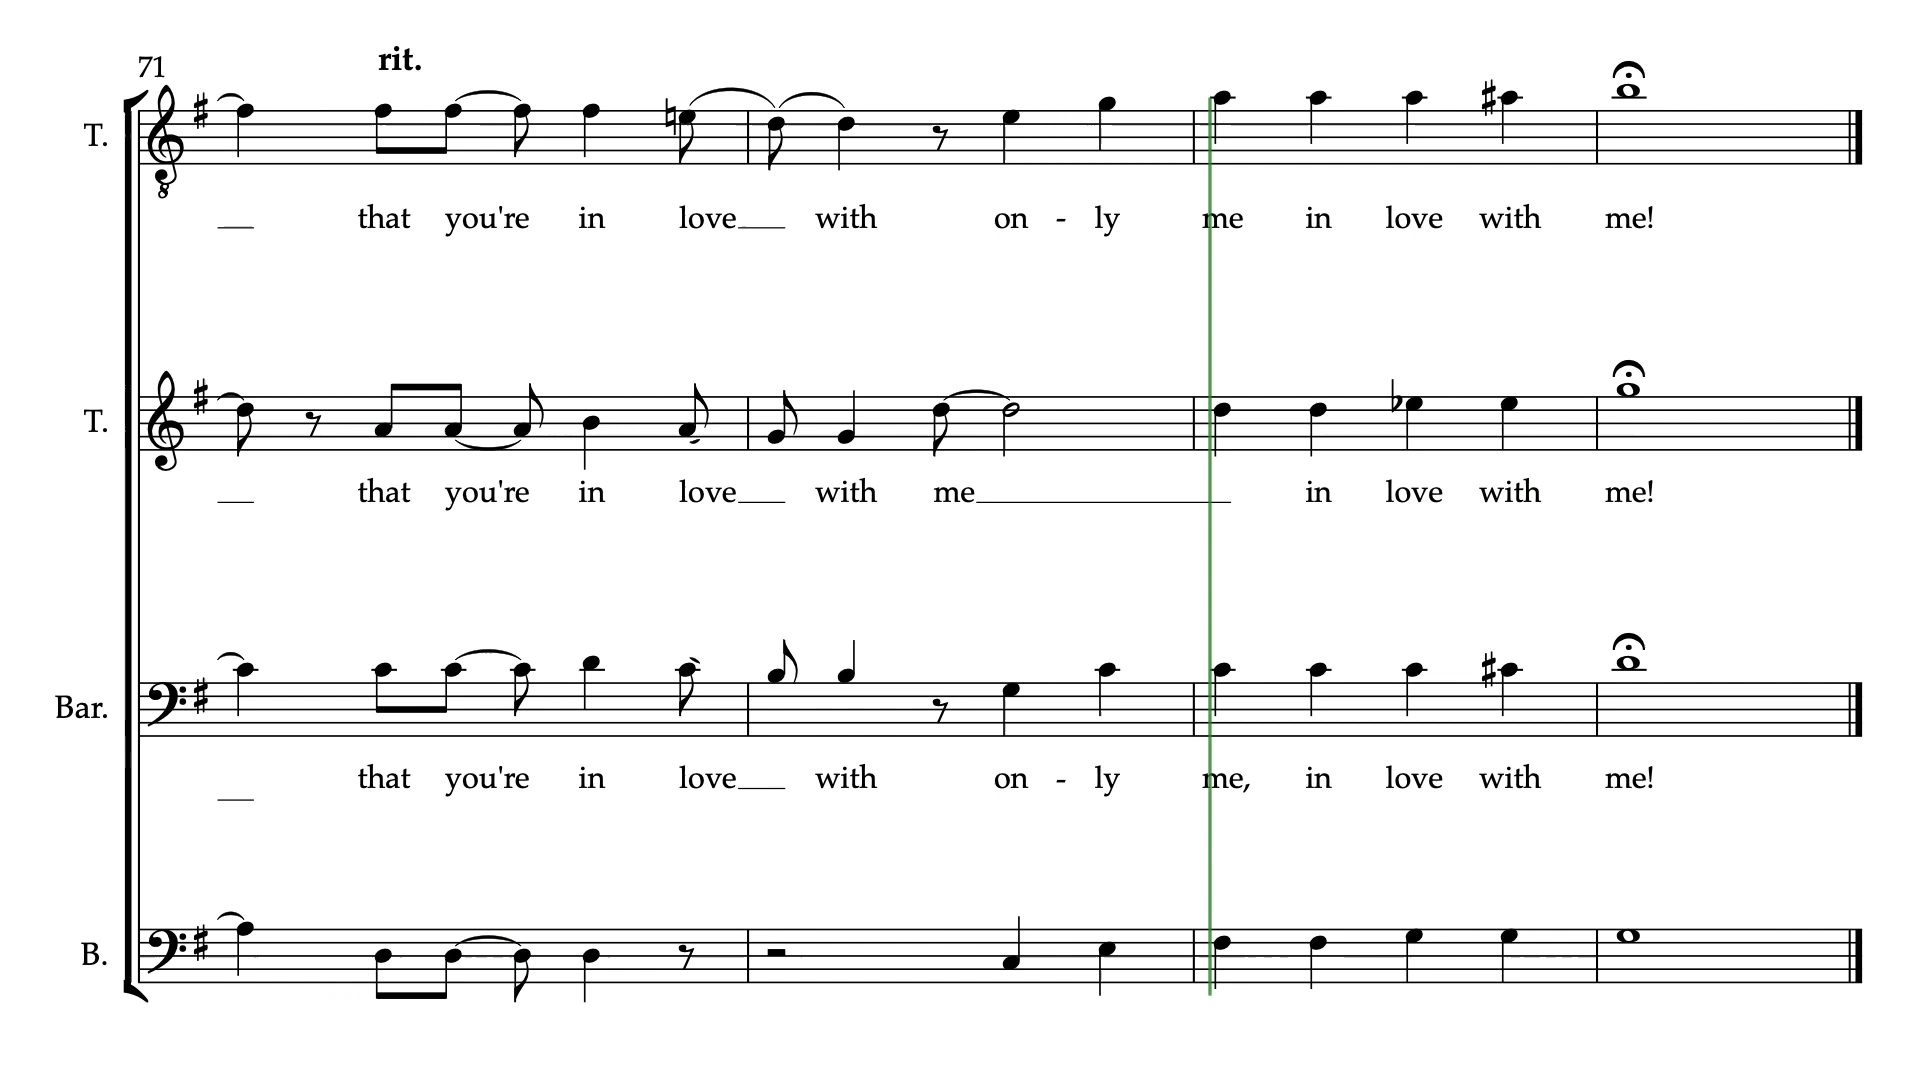 71
rit.
T.
that you're in love with on - ly me in love with me!
T.
that you're in love with me in love with me!
Bar.
that you're in love with on - ly me, in love with me!
B.